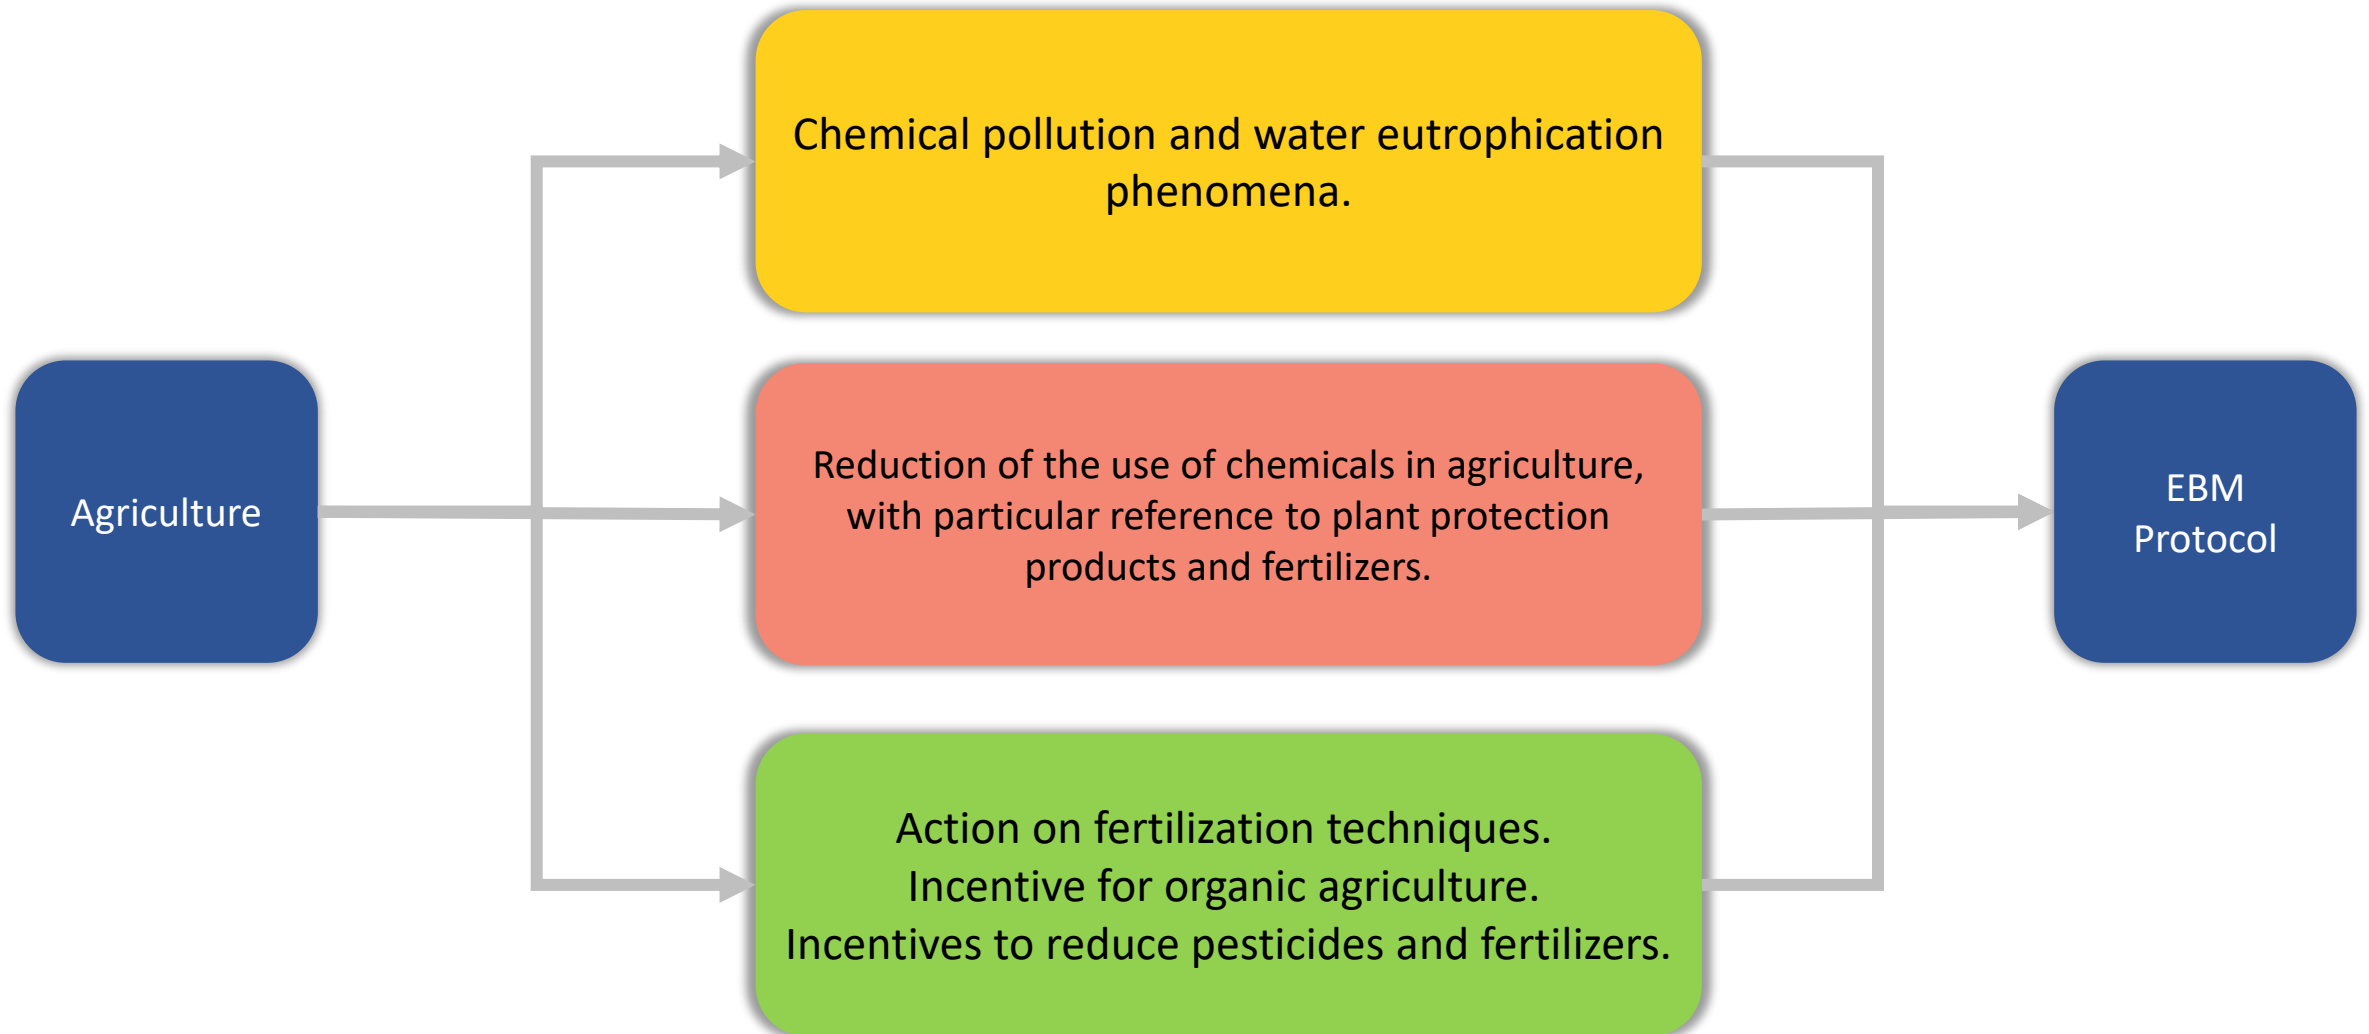 Chemical pollution and water eutrophication
phenomena.
Agriculture
Reduction of the use of chemicals in agriculture,
with particular reference to plant protection
products and fertilizers.
EBM
Protocol
Action on fertilization techniques.
Incentive for organic agriculture.
Incentives to reduce pesticides and fertilizers.